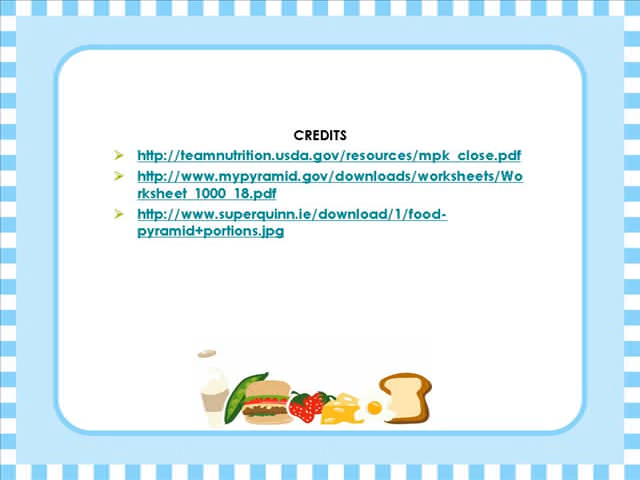 CREDITS
http://teamnutrition.usda.gov/resources/mpk_close.pdf
http://www.mypyramid.gov/downloads/worksheets/Wo
rksheet_1000_18.pdf
http://www.superquinn.ie/download/1/food-
pyramid+portions.jpg